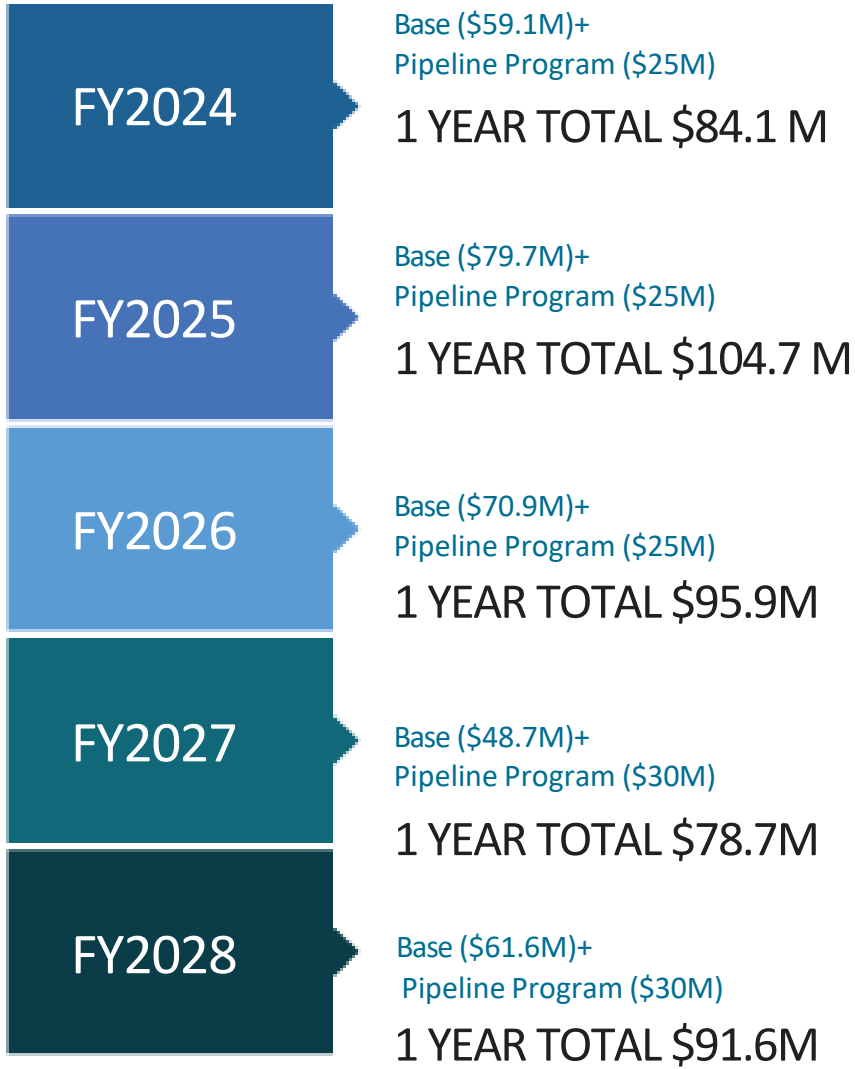 FY2024
Base ($59.1M)+
Pipeline Program ($25M)
1 YEAR TOTAL $84.1 M
FY2025
Base ($79.7M)+
Pipeline Program ($25M)
1 YEAR TOTAL $104.7 M
FY2026
Base ($70.9M)+
Pipeline Program ($25M)
1 YEAR TOTAL $95.9M
FY2027
Base ($48.7M)+
Pipeline Program ($30M)
1 YEAR TOTAL $78.7M
FY2028
Base ($61.6M)+
Pipeline Program ($30M)
1 YEAR TOTAL $91.6M